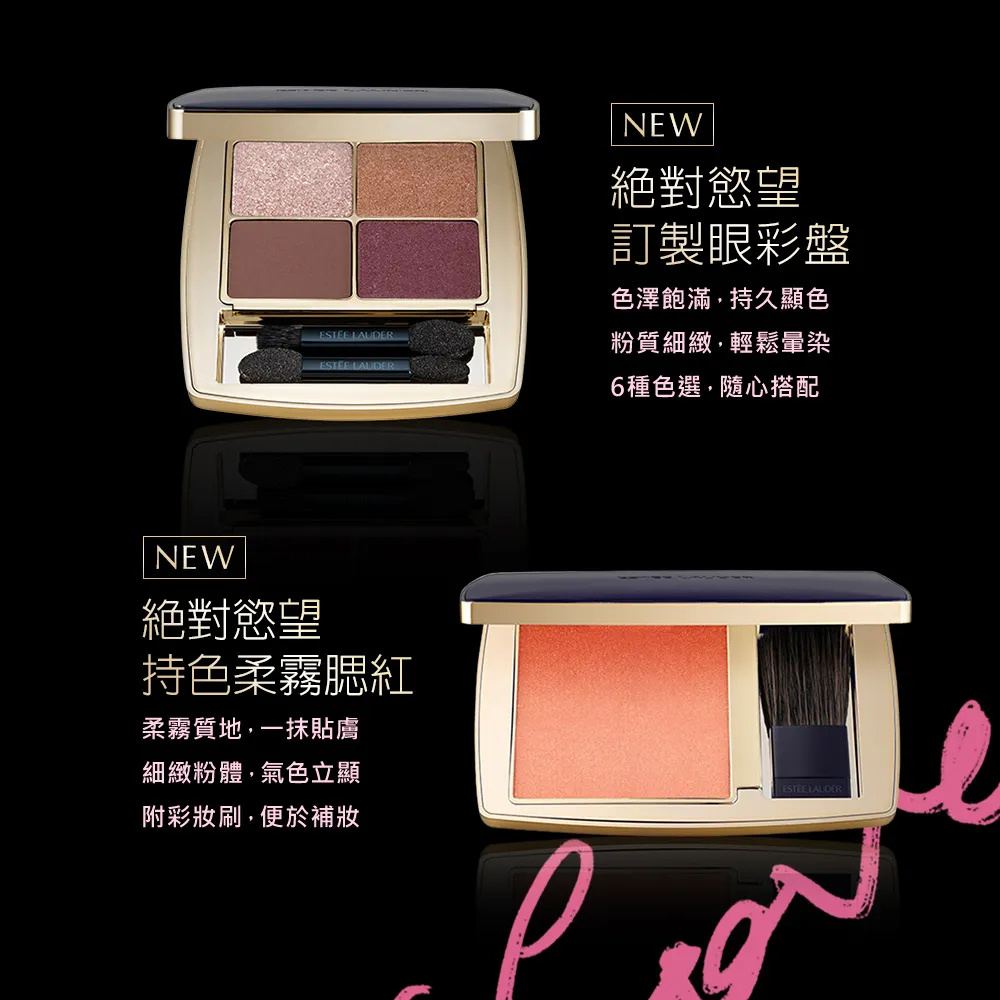 NEW
絕對慾望
訂製眼彩盤
色澤飽滿，持久顯色
粉質細緻，輕鬆暈染
6種色選，隨心搭配
ESTĒE LAUDER
ESTĒE LAUDER
NEW
絕對慾望
持色柔霧腮紅
柔霧質地，一抹貼膚
細緻粉體，氣色立顯
附彩妝刷，便於補妝
ESTĒE LAUDER